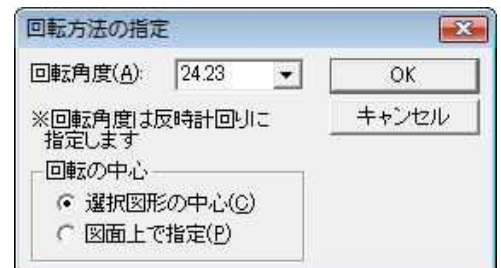 回転方法の指定
回転角度(A): 24.23 OK
※回転角度は反時計回りに キャンセル
指定します
回転の中心
選択図形の中心(C)
図面上で指定(P)